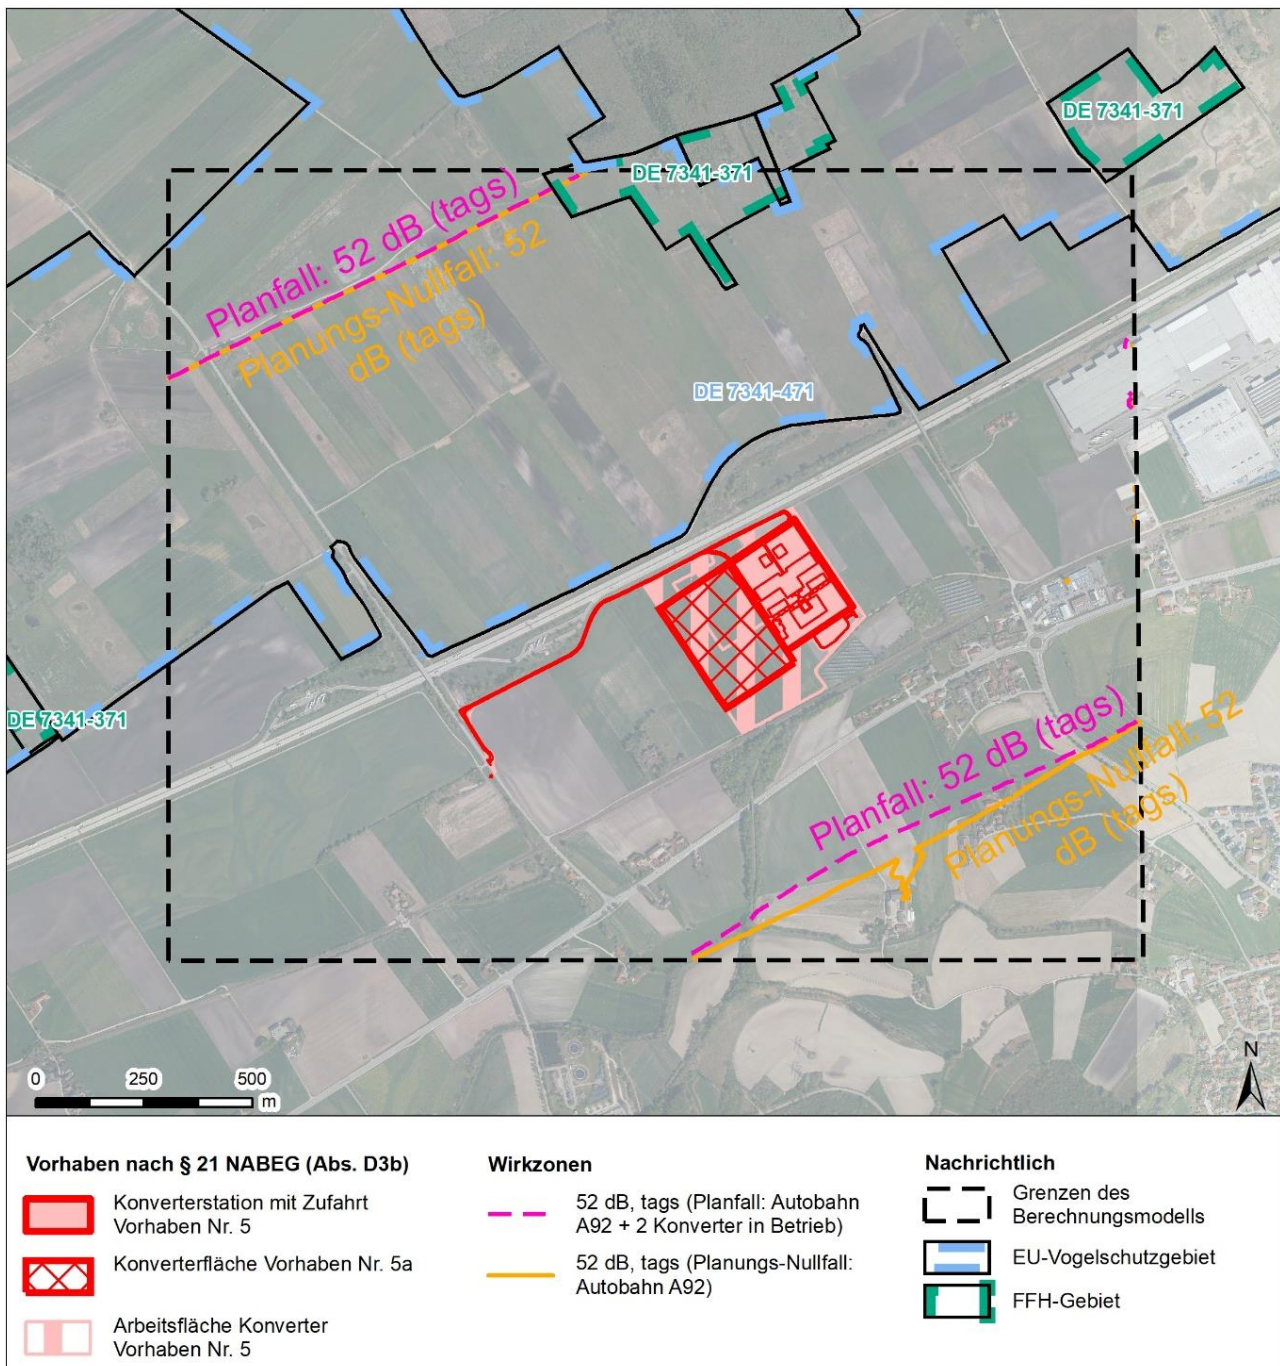 DE 7341-371
DE 7341-371
Planfall: 52 dB (tags)
Planungs-Nullfall: 52
dB (tags)
DE 7341-471
DE 7341-371
Planfall: 52 dB (tags)
Planungs-Nullfall: 52
dB (tags)
N
0 250 500
m
Vorhaben nach § 21 NABEG (Abs. D3b)
Konverterstation mit Zufahrt
Vorhaben Nr. 5
Konverterfläche Vorhaben Nr. 5a
Arbeitsfläche Konverter
Vorhaben Nr. 5
Wirkzonen
52 dB, tags (Planfall: Autobahn
A92 + 2 Konverter in Betrieb)
52 dB, tags (Planungs-Nullfall:
Autobahn A92)
Nachrichtlich
Grenzen des
Berechnungsmodells
EU-Vogelschutzgebiet
FFH-Gebiet